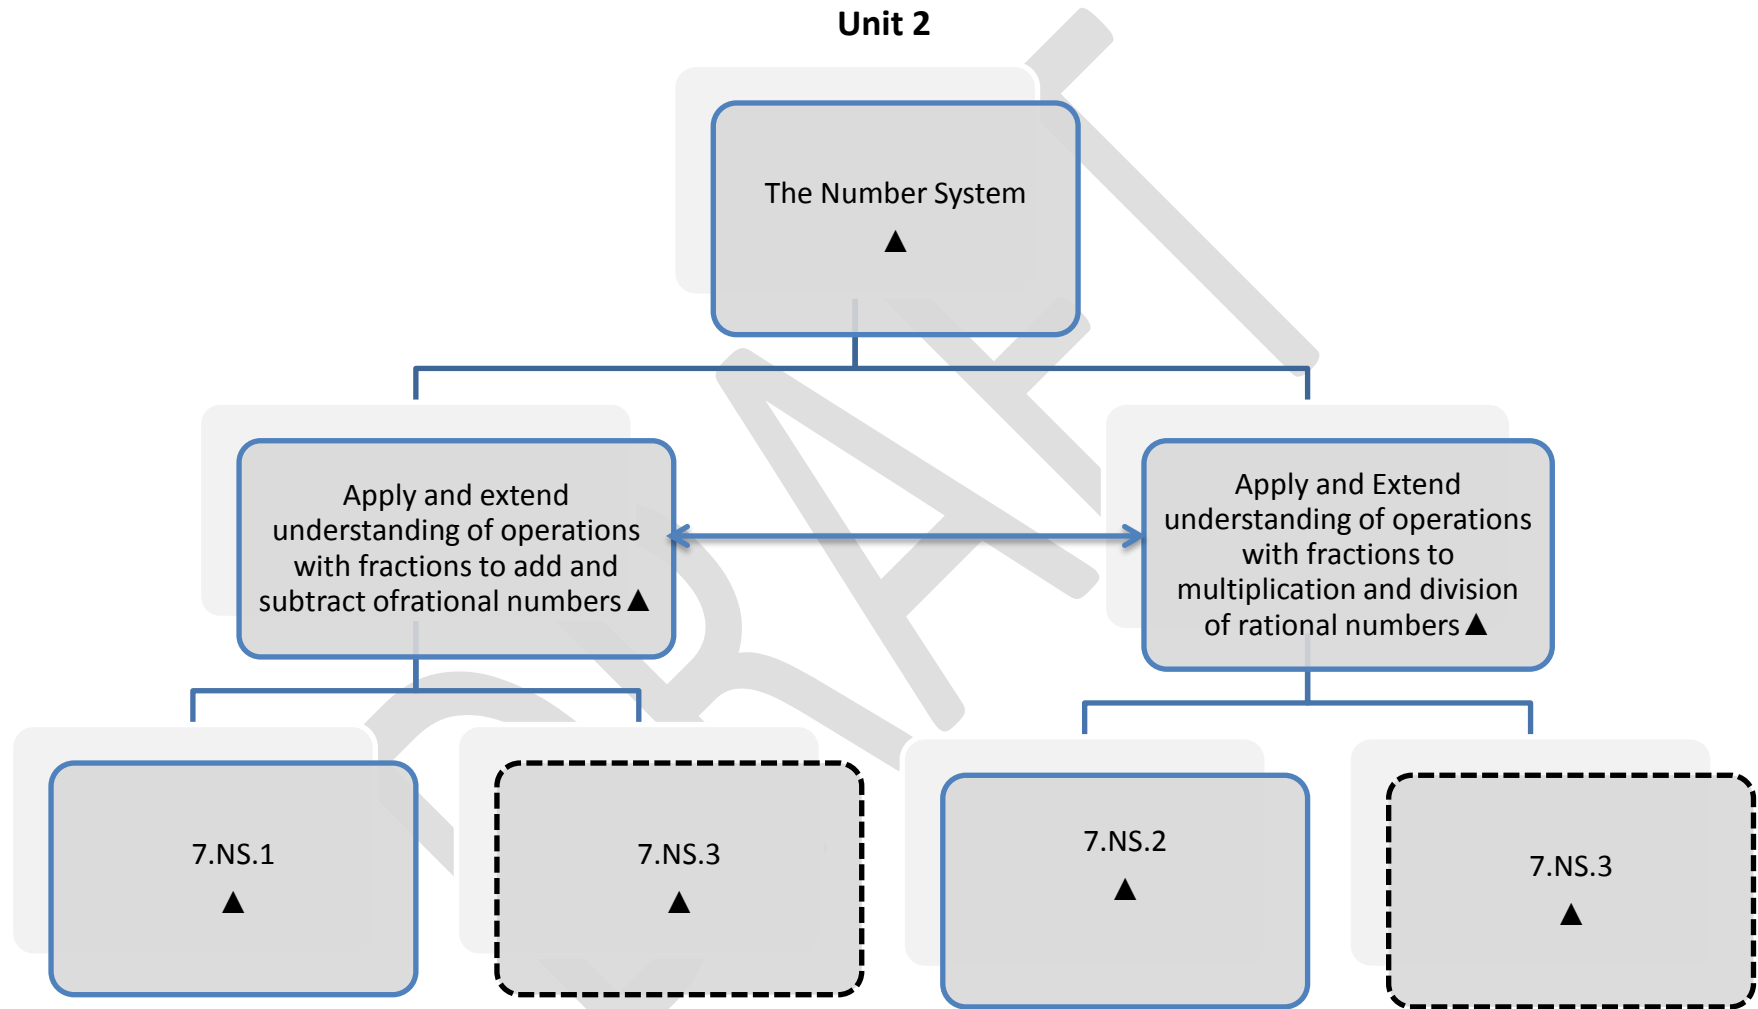 Unit 2
The Number System
▲
Apply and extend
understanding of operations
with fractions to add and
subtract ofrational numbers ▲
Apply and Extend
understanding of operations
with fractions to
multiplication and division
of rational numbers ▲
7.NS.1
▲
7.NS.3
▲
7.NS.2
▲
7.NS.3
▲
DRAFT